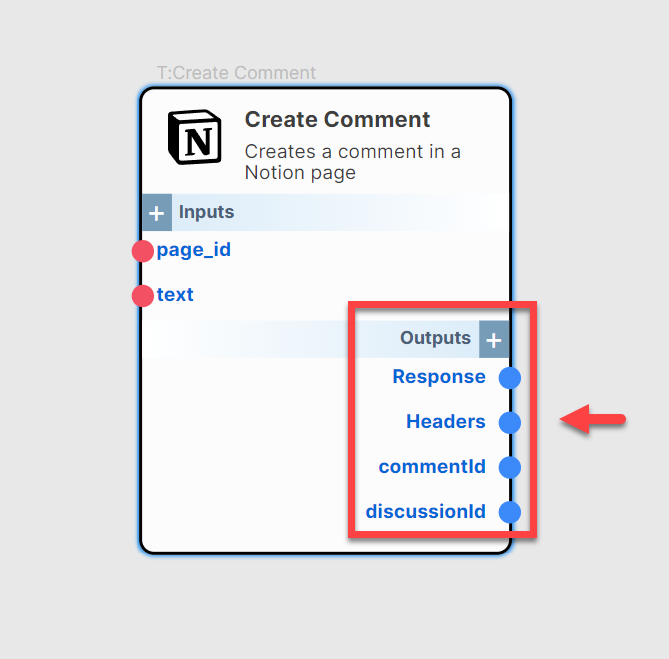 T:Create Comment
N
Create Comment
Creates a comment in a
Notion page
+ Inputs
page_id
text
Outputs +
Response
Headers
commentId
discussionId